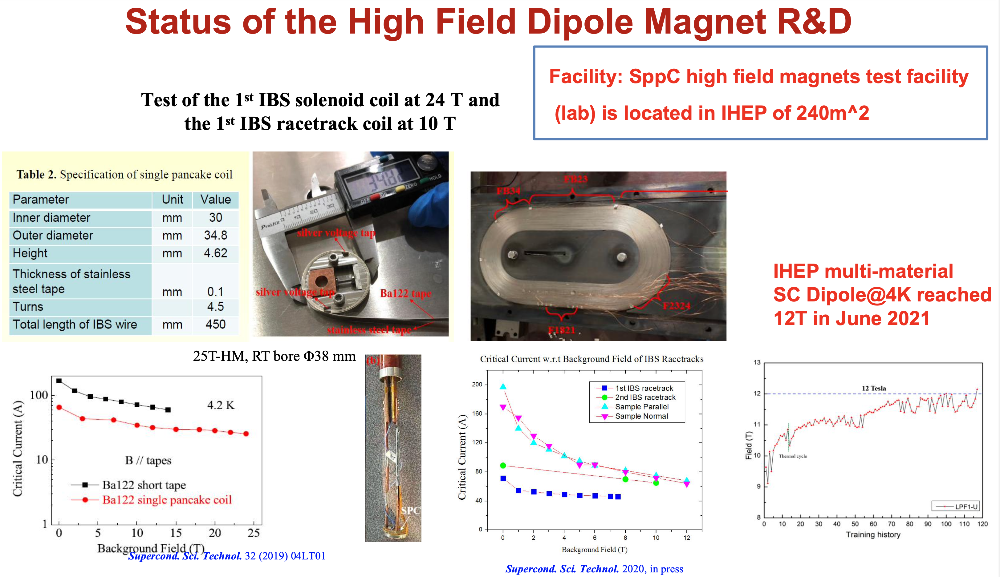 Status of the High Field Dipole Magnet R&D
Facility: SppC high field magnets test facility
(lab) is located in IHEP of 240m^2
Test of the 1st IBS solenoid coil at 24 T and
the 1st IBS racetrack coil at 10 T
Table 2. Specification of single pancake coil
Parameter Unit Value
Inner diameter mm 30
Outer diameter mm 34.8
Height mm 4.62
Thickness of stainless
steel tape mm 0.1
Turns 4.5
Total length of IBS wire mm 450
HOLD
ZERO
ON
OFF
Pro'sKit
0 10 20 30
silver voltage tap
silver voltage tap
Ba122 tape
stainless steel tape
FB23
FB34
F2324
F1821
IHEP multi-material
SC Dipole@4K reached
12T in June 2021
25T-HM, RT bore Φ38 mm
Critical Current (A)
100
10
1
4.2 K
B // tapes
Ba122 short tape
Ba122 single pancake coil
0 5 10 15 20 25
Background Field (T)
Supercond. Sci. Technol. 32 (2019) 04LT01
(b)
SPC
Critical Current w.r.t Background Field of IBS Racetracks
Critical Current (A)
200
160
120
80
40
0
1st IBS racetrack
2nd IBS racetrack
Sample Parallel
Sample Normal
0 2 4 6 8 10 12
Background Field (T)
Supercond. Sci. Technol. 2020, in press
Field (T)
13
12
11
10
9
8
12 Tesla
Thermal cycle
LPF1-U
0 10 20 30 40 50 60 70 80 90 100 110 120
Training history